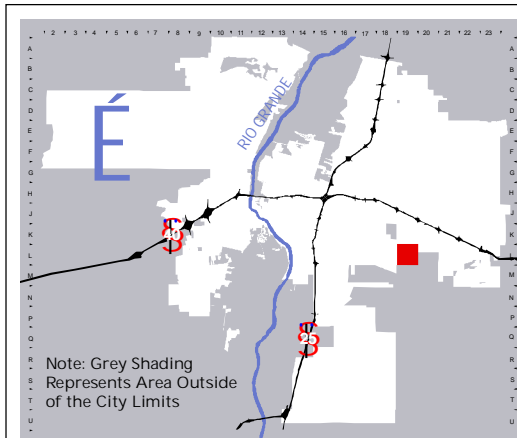 2 3 4 5 6 7 8 9 10 11 12 13 14 15 16 17 18 19 20 21 22 23
A
B
C
D
E
F
G
H
J
K
L
M
N
P
Q
R
S
T
U
É
RIO GRANDE
40
25
Note: Grey Shading
Represents Area Outside
of the City Limits
A
B
C
D
E
F
G
H
J
K
L
M
N
P
Q
R
S
T
U